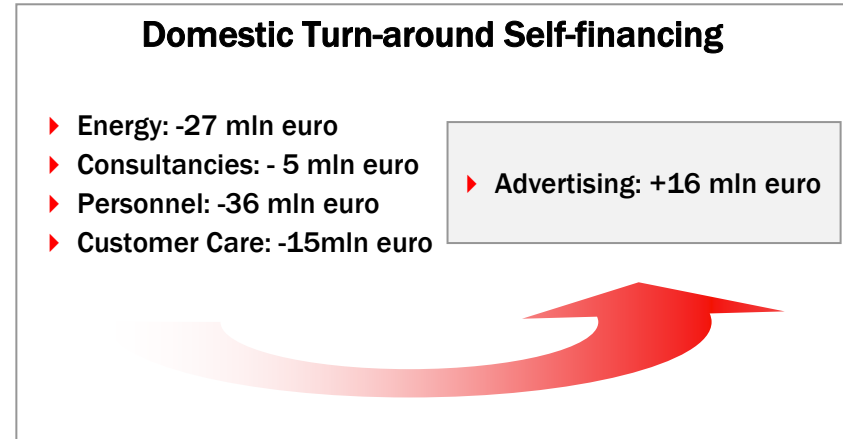 Domestic Turn-around Self-financing
Energy: -27 mln euro
Consultancies: - 5 mln euro
Personnel: -36 mln euro
Customer Care: -15mln euro
Advertising: +16 mln euro